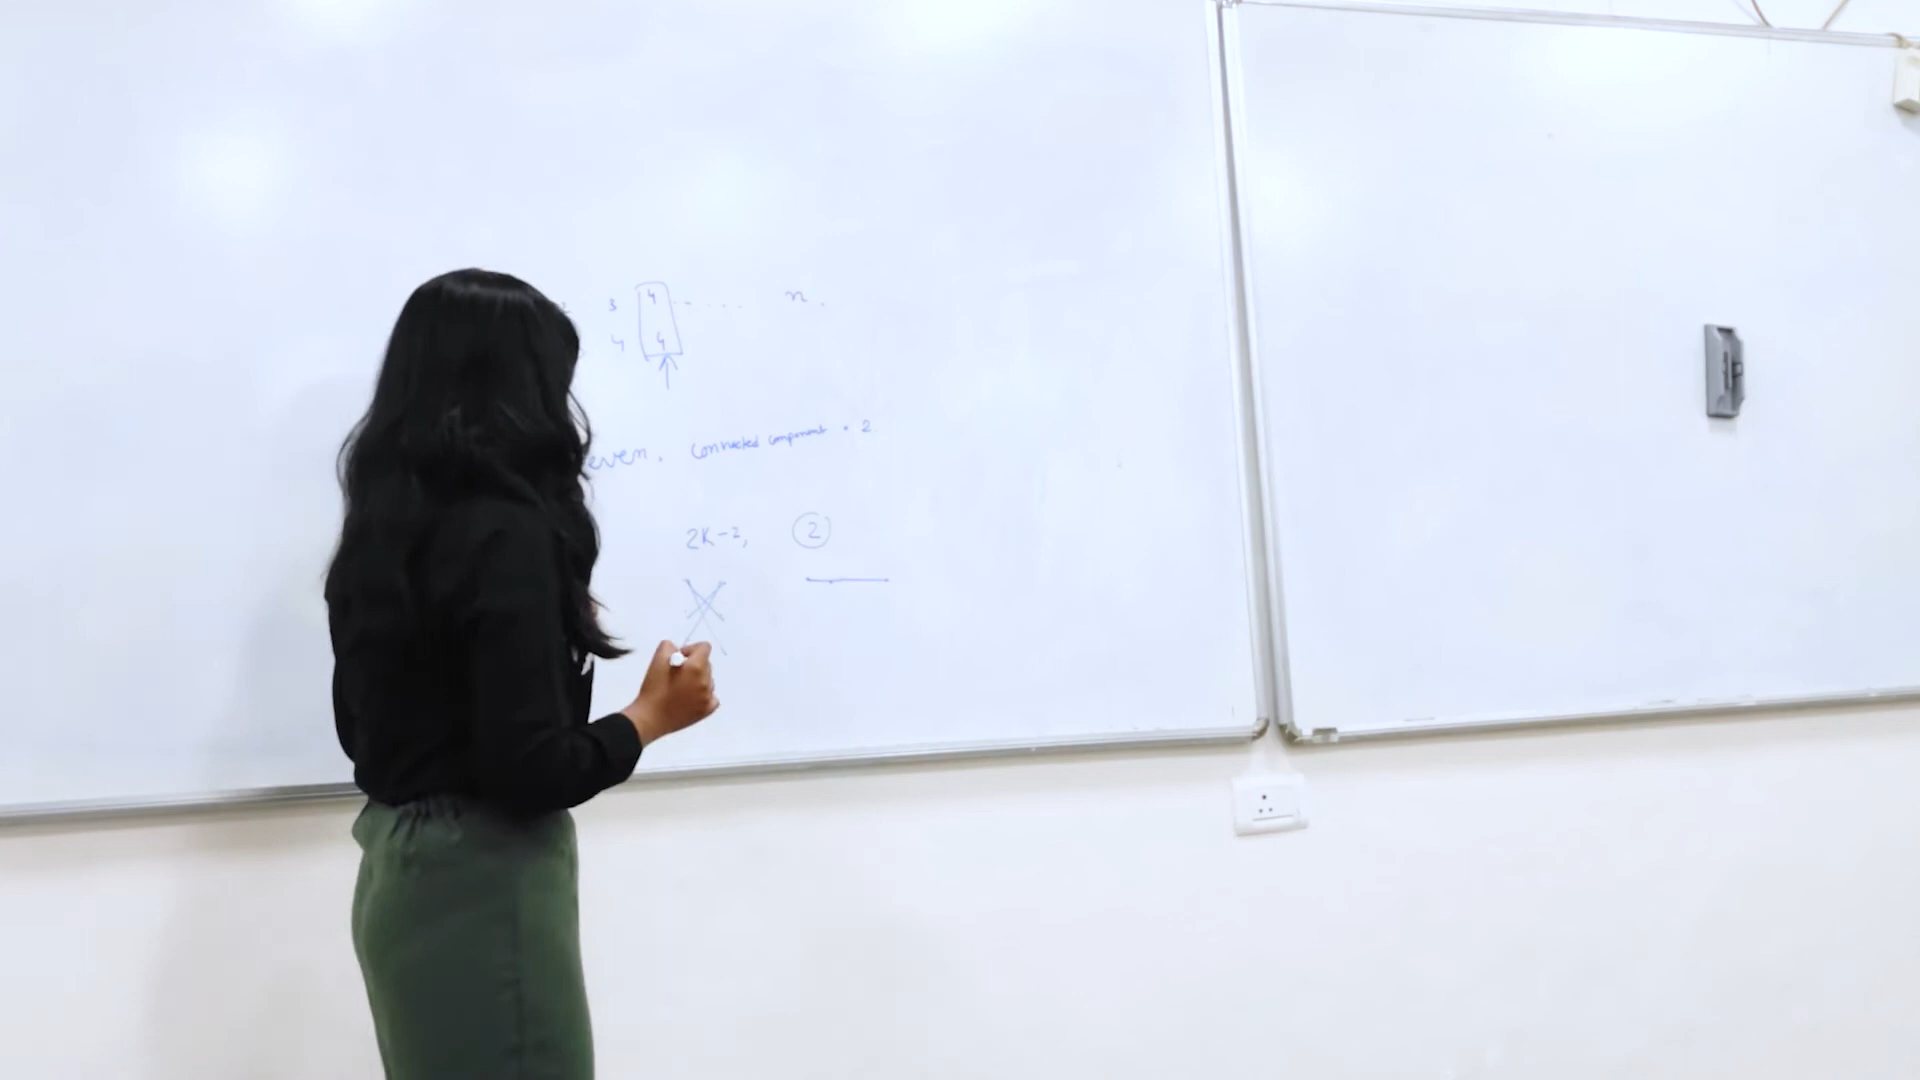 3 4 - . . . . n .
4 4
even. connected component = 2.
2K-2, 2